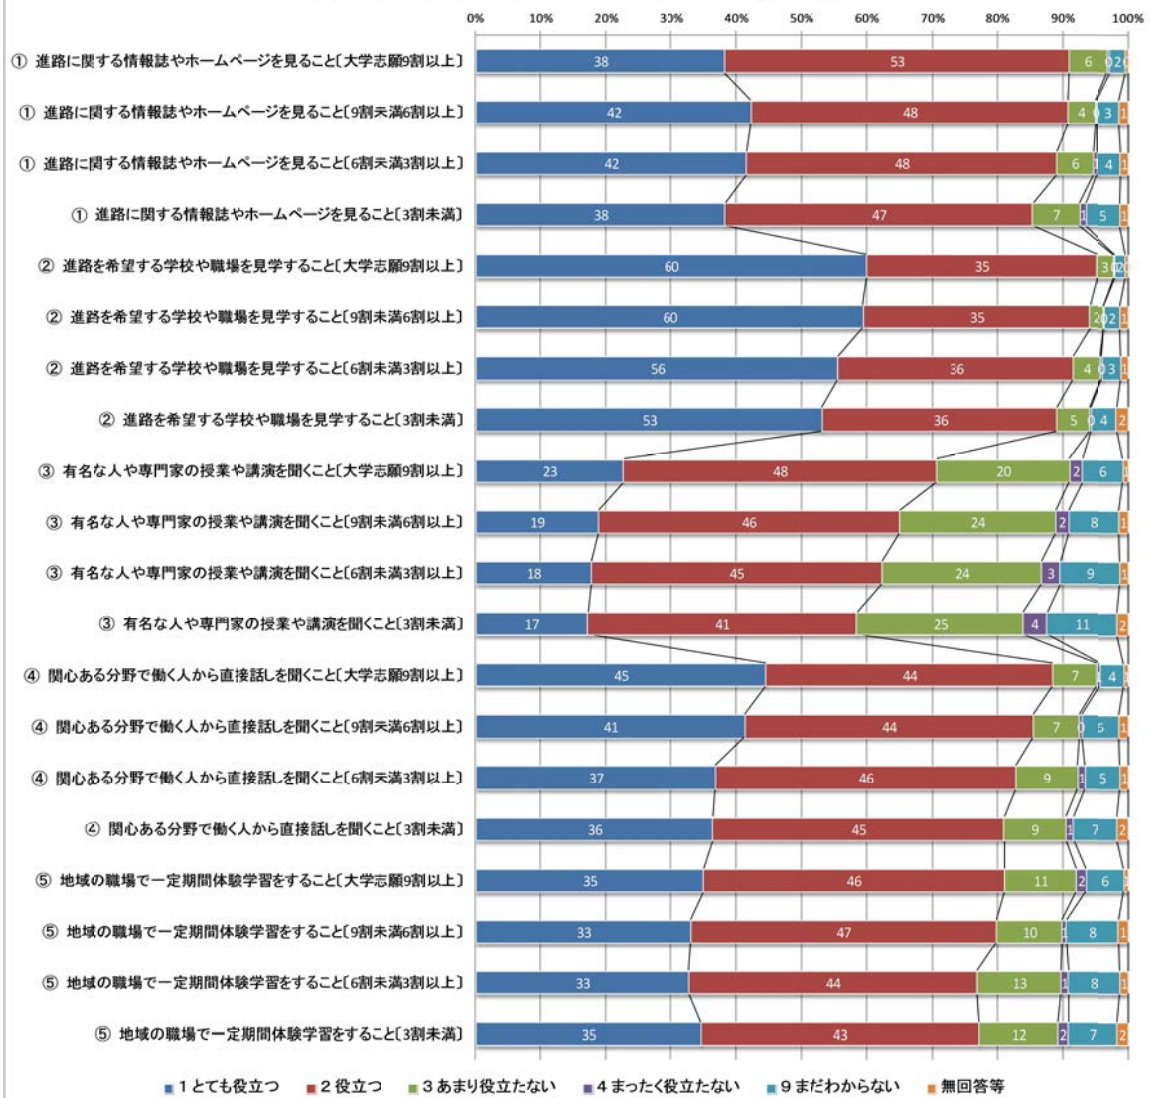 0% 10% 20% 30% 40% 50% 60% 70% 80% 90% 100%
① 進路に関する情報誌やホームページを見ること〔大学志願9割以上〕 38 53 6 0 2 0
① 進路に関する情報誌やホームページを見ること〔9割未満6割以上〕 42 48 4 0 3 1
① 進路に関する情報誌やホームページを見ること〔6割未満3割以上〕 42 48 6 1 4 1
① 進路に関する情報誌やホームページを見ること〔3割未満〕 38 47 7 1 5 1
② 進路を希望する学校や職場を見学すること〔大学志願9割以上〕 60 35 3 0 2 0
② 進路を希望する学校や職場を見学すること〔9割未満6割以上〕 60 35 2 0 2 1
② 進路を希望する学校や職場を見学すること〔6割未満3割以上〕 56 36 4 0 3 1
② 進路を希望する学校や職場を見学すること〔3割未満〕 53 36 5 0 4 2
③ 有名な人や専門家の授業や講演を聞くこと〔大学志願9割以上〕 23 48 20 2 6 1
③ 有名な人や専門家の授業や講演を聞くこと〔9割未満6割以上〕 19 46 24 2 8 1
③ 有名な人や専門家の授業や講演を聞くこと〔6割未満3割以上〕 18 45 24 3 9 1
③ 有名な人や専門家の授業や講演を聞くこと〔3割未満〕 17 41 25 4 11 2
④ 関心ある分野で働く人から直接話しを聞くこと〔大学志願9割以上〕 45 44 7 4
④ 関心ある分野で働く人から直接話しを聞くこと〔9割未満6割以上〕 41 44 7 0 5 1
④ 関心ある分野で働く人から直接話しを聞くこと〔6割未満3割以上〕 37 46 9 1 5 1
④ 関心ある分野で働く人から直接話しを聞くこと〔3割未満〕 36 45 9 1 7 2
⑤ 地域の職場で一定期間体験学習をすること〔大学志願9割以上〕 35 46 11 2 6
⑤ 地域の職場で一定期間体験学習をすること〔9割未満6割以上〕 33 47 10 1 8 1
⑤ 地域の職場で一定期間体験学習をすること〔6割未満3割以上〕 33 44 13 1 8 1
⑤ 地域の職場で一定期間体験学習をすること〔3割未満〕 35 43 12 2 7 2
1 とても役立つ 2 役立つ 3 あまり役立たない 4 まったく役立たない 9 まだわからない 無回答等